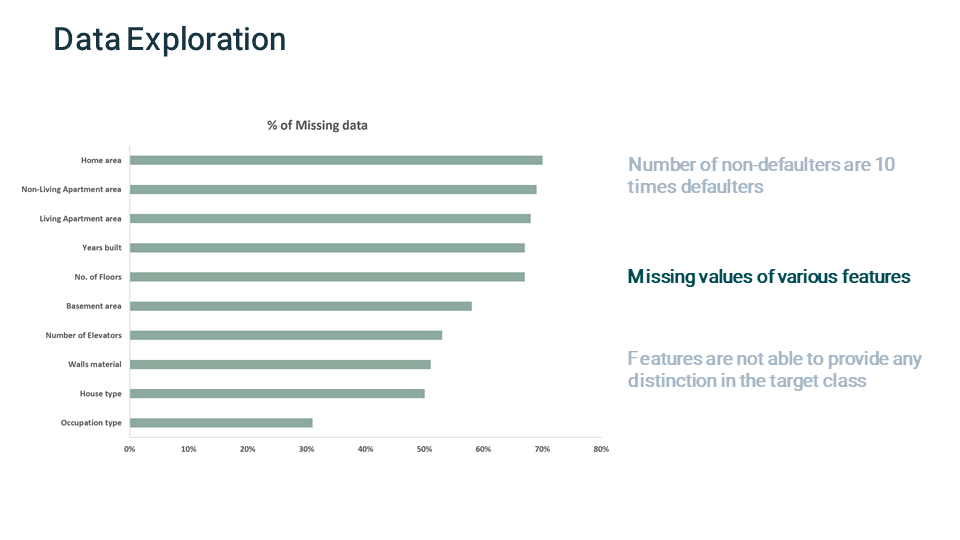 Data Exploration
% of Missing data
Home area
Non-Living Apartment area
Living Apartment area
Years built
No. of Floors
Basement area
Number of Elevators
Walls material
House type
Occupation type
0% 10% 20% 30% 40% 50% 60% 70% 80%
Number of non-defaulters are 10
times defaulters
Missing values of various features
Features are not able to provide any
distinction in the target class